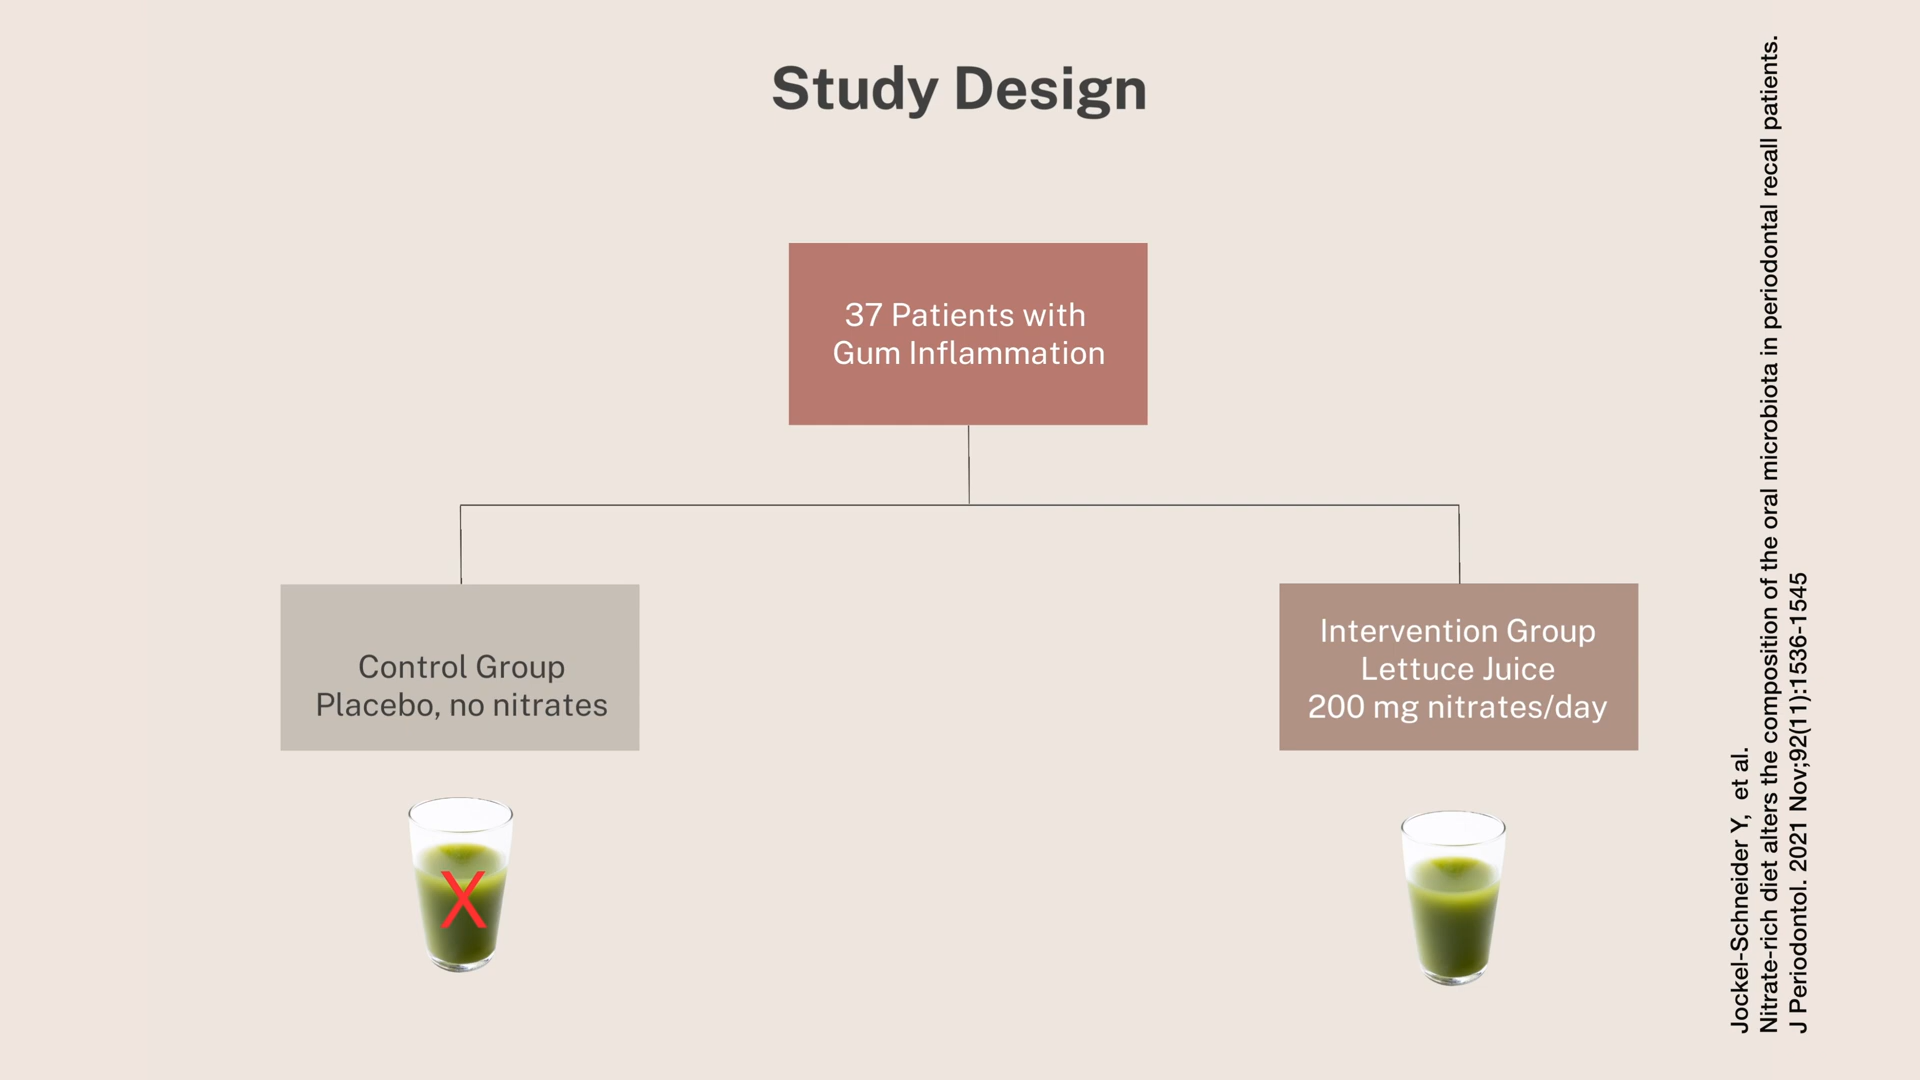 Study Design
37 Patients with
Gum Inflammation
Control Group
Placebo, no nitrates
X
Intervention Group
Lettuce Juice
200 mg nitrates/day
Jockel-Schneider Y, et al.
Nitrate-rich diet alters the composition of the oral microbiota in periodontal recall patients.
J Periodontol. 2021 Nov;92(11):1536-1545